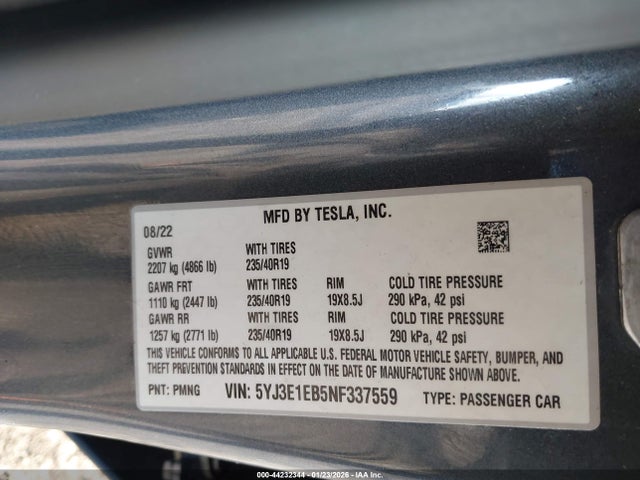 MFD BY TESLA, INC.
08/22
GVWR WITH TIRES
2207 kg (4866 lb) 235/40R19
GAWR FRT WITH TIRES RIM COLD TIRE PRESSURE
1110 kg (2447 lb) 235/40R19 19X8.5J 290 kPa, 42 psi
GAWR RR WITH TIRES RIM COLD TIRE PRESSURE
1257 kg (2771 lb) 235/40R19 19X8.5J 290 kPa, 42 psi
THIS VEHICLE CONFORMS TO ALL APPLICABLE U.S. FEDERAL MOTOR VEHICLE SAFETY, BUMPER, AND
THEFT PREVENTION STANDARDS IN EFFECT ON THE DATE OF MANUFACTURE SHOWN ABOVE.
PNT: PMNG VIN: 5YJ3E1EB5NF337559 TYPE: PASSENGER CAR
000-44232344 | 01/23/2026 - IAA Inc.